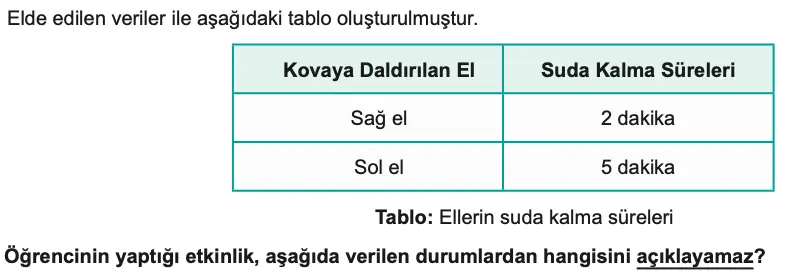 Elde edilen veriler ile aşağıdaki tablo oluşturulmuştur.
Kovaya Daldırılan El Suda Kalma Süreleri
Sağ el 2 dakika
Sol el 5 dakika
Tablo: Ellerin suda kalma süreleri
Öğrencinin yaptığı etkinlik, aşağıda verilen durumlardan hangisini açıklayamaz?